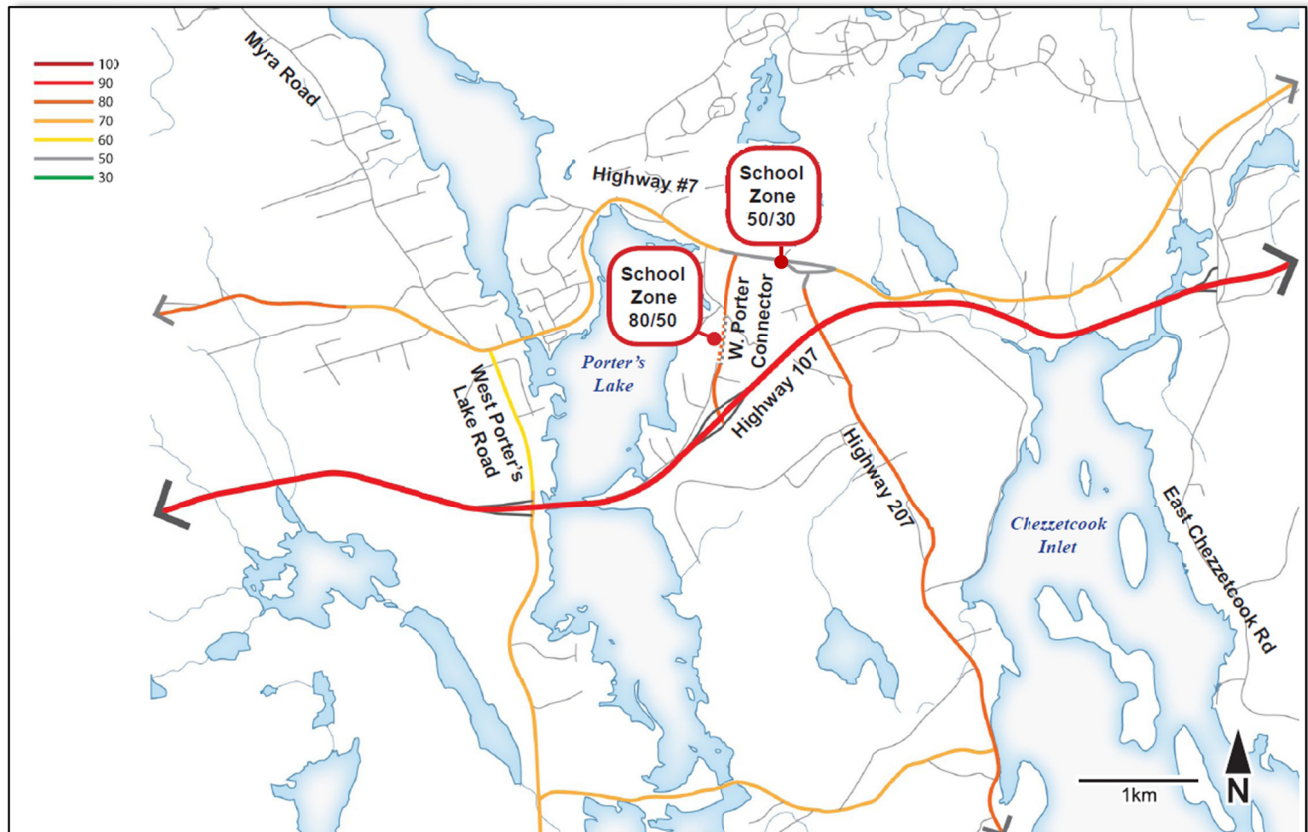 100
90
80
70
60
50
30
Myra Road
Highway #7
School
Zone
50/30
School
Zone
80/50
W. Porter
Connector
Porter's
Lake
West Porter's
Lake Road
Highway 107
Highway 207
Chezzetcook
Inlet
East Chezzetcook Rd
1km
N